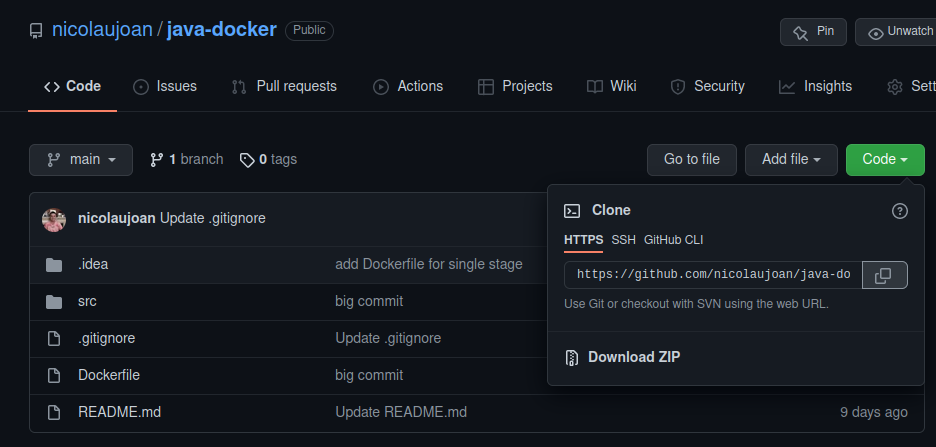 nicolaujoan / java-docker Public
Pin
Unwatch
Code Issues Pull requests Actions Projects Wiki Security Insights Sett
main 1 branch 0 tags Go to file Add file Code
nicolaujoan Update .gitignore
Clone
HTTPS SSH GitHub CLI
https://github.com/nicolaujoan/java-do
Use Git or checkout with SVN using the web URL.
Download ZIP
.idea add Dockerfile for single stage
src big commit
.gitignore Update .gitignore
Dockerfile big commit
README.md Update README.md 9 days ago